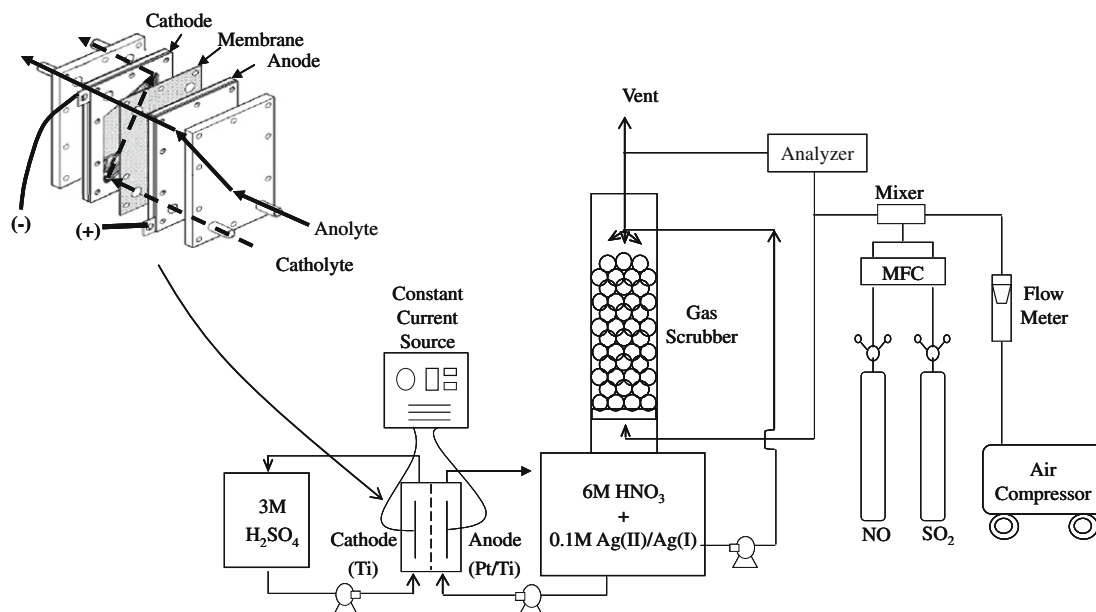 Cathode
Membrane
Anode
(-)
(+)
Anolyte
Catholyte
Vent
Analyzer
Mixer
MFC
Flow
Meter
Gas
Scrubber
Constant
Current
Source
NO
SO₂
Air
Compressor
3M
H₂SO₄
Cathode
(Ti)
Anode
(Pt/Ti)
6M HNO₃
+
0.1M Ag(II)/Ag(I)